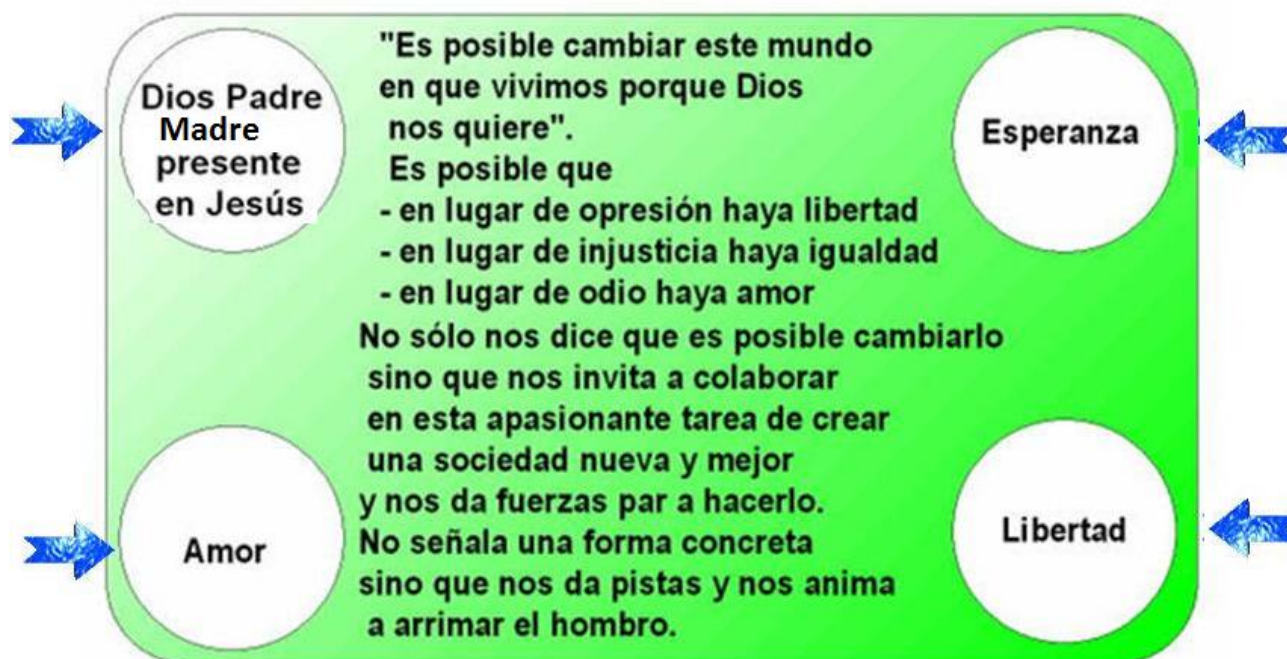 Dios Padre
Madre
presente
en Jesús
"Es posible cambiar este mundo
en que vivimos porque Dios
nos quiere".
Es posible que
- en lugar de opresión haya libertad
- en lugar de injusticia haya igualdad
- en lugar de odio haya amor
No sólo nos dice que es posible cambiarlo
sino que nos invita a colaborar
en esta apasionante tarea de crear
una sociedad nueva y mejor
y nos da fuerzas par a hacerlo.
No señala una forma concreta
sino que nos da pistas y nos anima
a arrimar el hombro.
Esperanza
Amor
Libertad